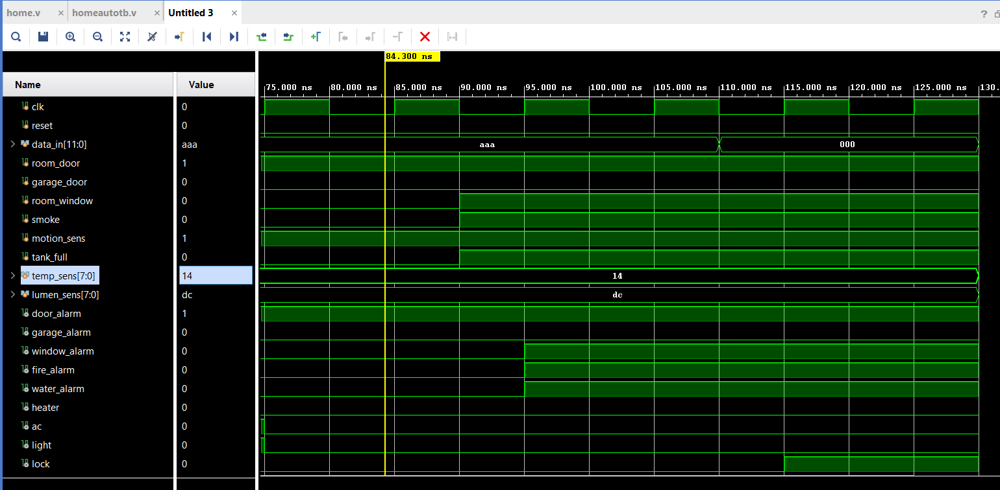 home.v × homeautotb.v × Untitled 3 × ?
84.300 ns
Name Value 75.000 ns 80.000 ns 85.000 ns 90.000 ns 95.000 ns 100.000 ns 105.000 ns 110.000 ns 115.000 ns 120.000 ns 125.000 ns 130.
clk 0
reset 0
data_in[11:0] aaa aaa 000
room_door 1
garage_door 0
room_window 0
smoke 0
motion_sens 1
tank_full 0
temp_sens[7:0] 14 14
lumen_sens[7:0] dc dc
door_alarm 1
garage_alarm 0
window_alarm 0
fire_alarm 0
water_alarm 0
heater 0
ac 0
light 0
lock 0